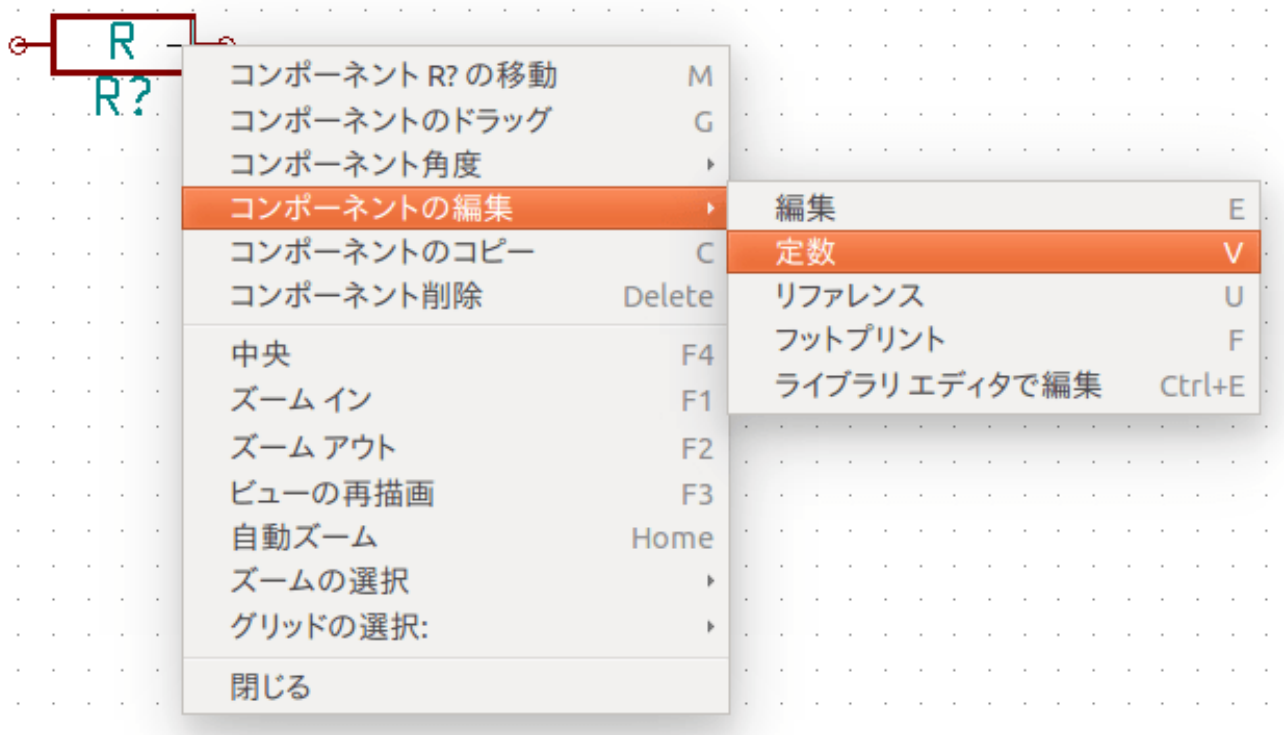 R
R?
コンポーネント R? の移動 M
コンポーネントのドラッグ G
コンポーネント角度
コンポーネントの編集
コンポーネントのコピー C
コンポーネント削除 Delete
中央 F4
ズーム イン F1
ズーム アウト F2
ビューの再描画 F3
自動ズーム Home
ズームの選択
グリッドの選択:
閉じる
編集 E
定数 V
リファレンス U
フットプリント F
ライブラリ エディタで編集 Ctrl+E